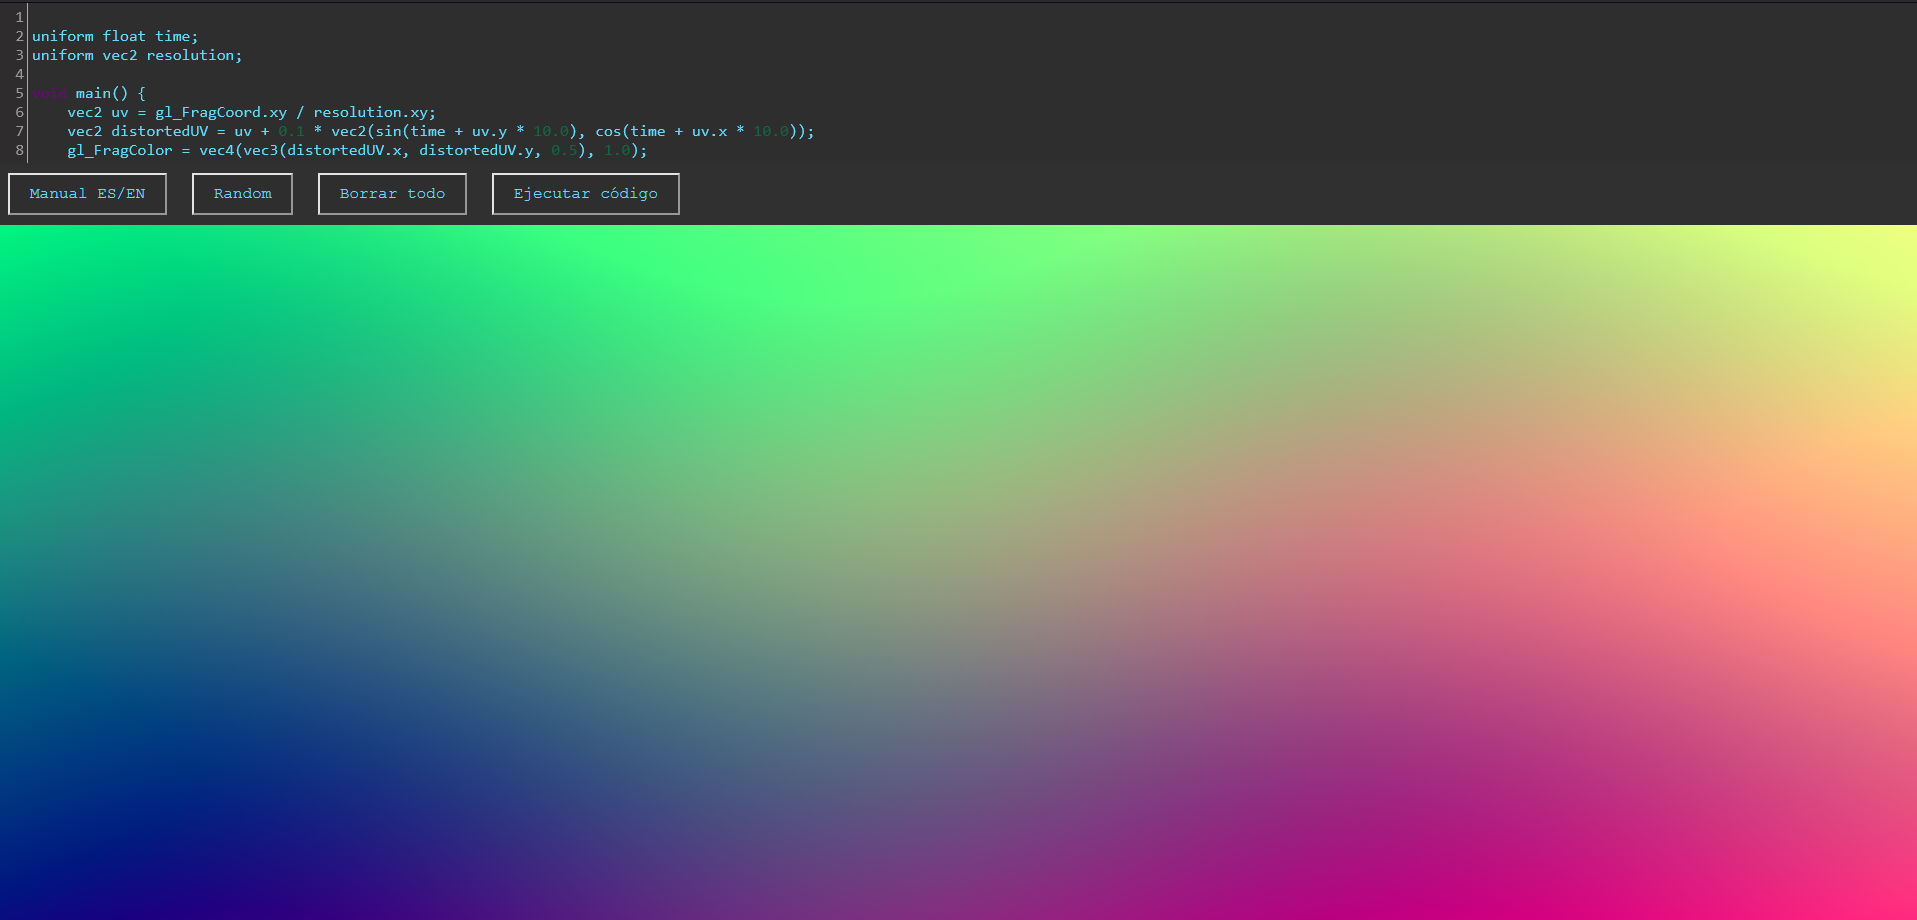 1
2 uniform float time;
3 uniform vec2 resolution;
4
5 void main() {
6     vec2 uv = gl_FragCoord.xy / resolution.xy;
7     vec2 distortedUV = uv + 0.1 * vec2(sin(time + uv.y * 10.0), cos(time + uv.x * 10.0));
8     gl_FragColor = vec4(vec3(distortedUV.x, distortedUV.y, 0.5), 1.0);
Manual ES/EN Random Borrar todo Ejecutar código